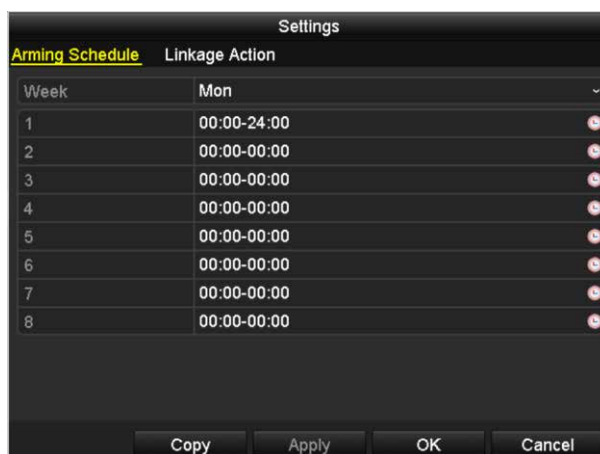 Settings
Arming Schedule Linkage Action
Week Mon
1 00:00-24:00
2 00:00-00:00
3 00:00-00:00
4 00:00-00:00
5 00:00-00:00
6 00:00-00:00
7 00:00-00:00
8 00:00-00:00
Copy Apply OK Cancel